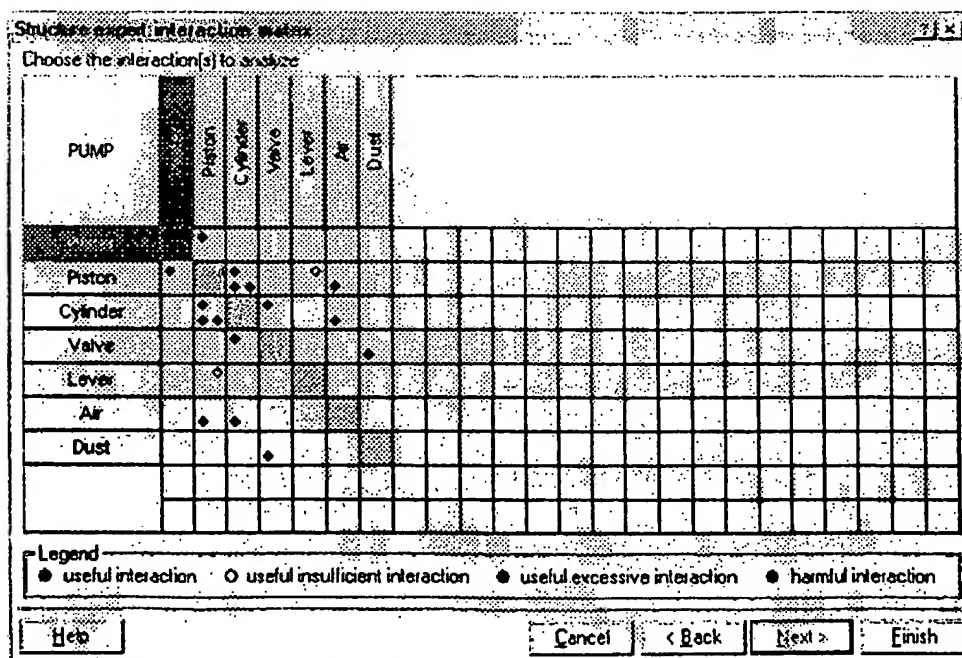 Structure expert: interaction matrix
Choose the interaction(s) to analyze
PUMP
Piston
Cylinder
Valve
Lever
Air
Dust
Piston
Cylinder
Valve
Lever
Air
Dust
Legend
useful interaction useful insufficient interaction useful excessive interaction harmful interaction
Help Cancel < Back Next > Finish